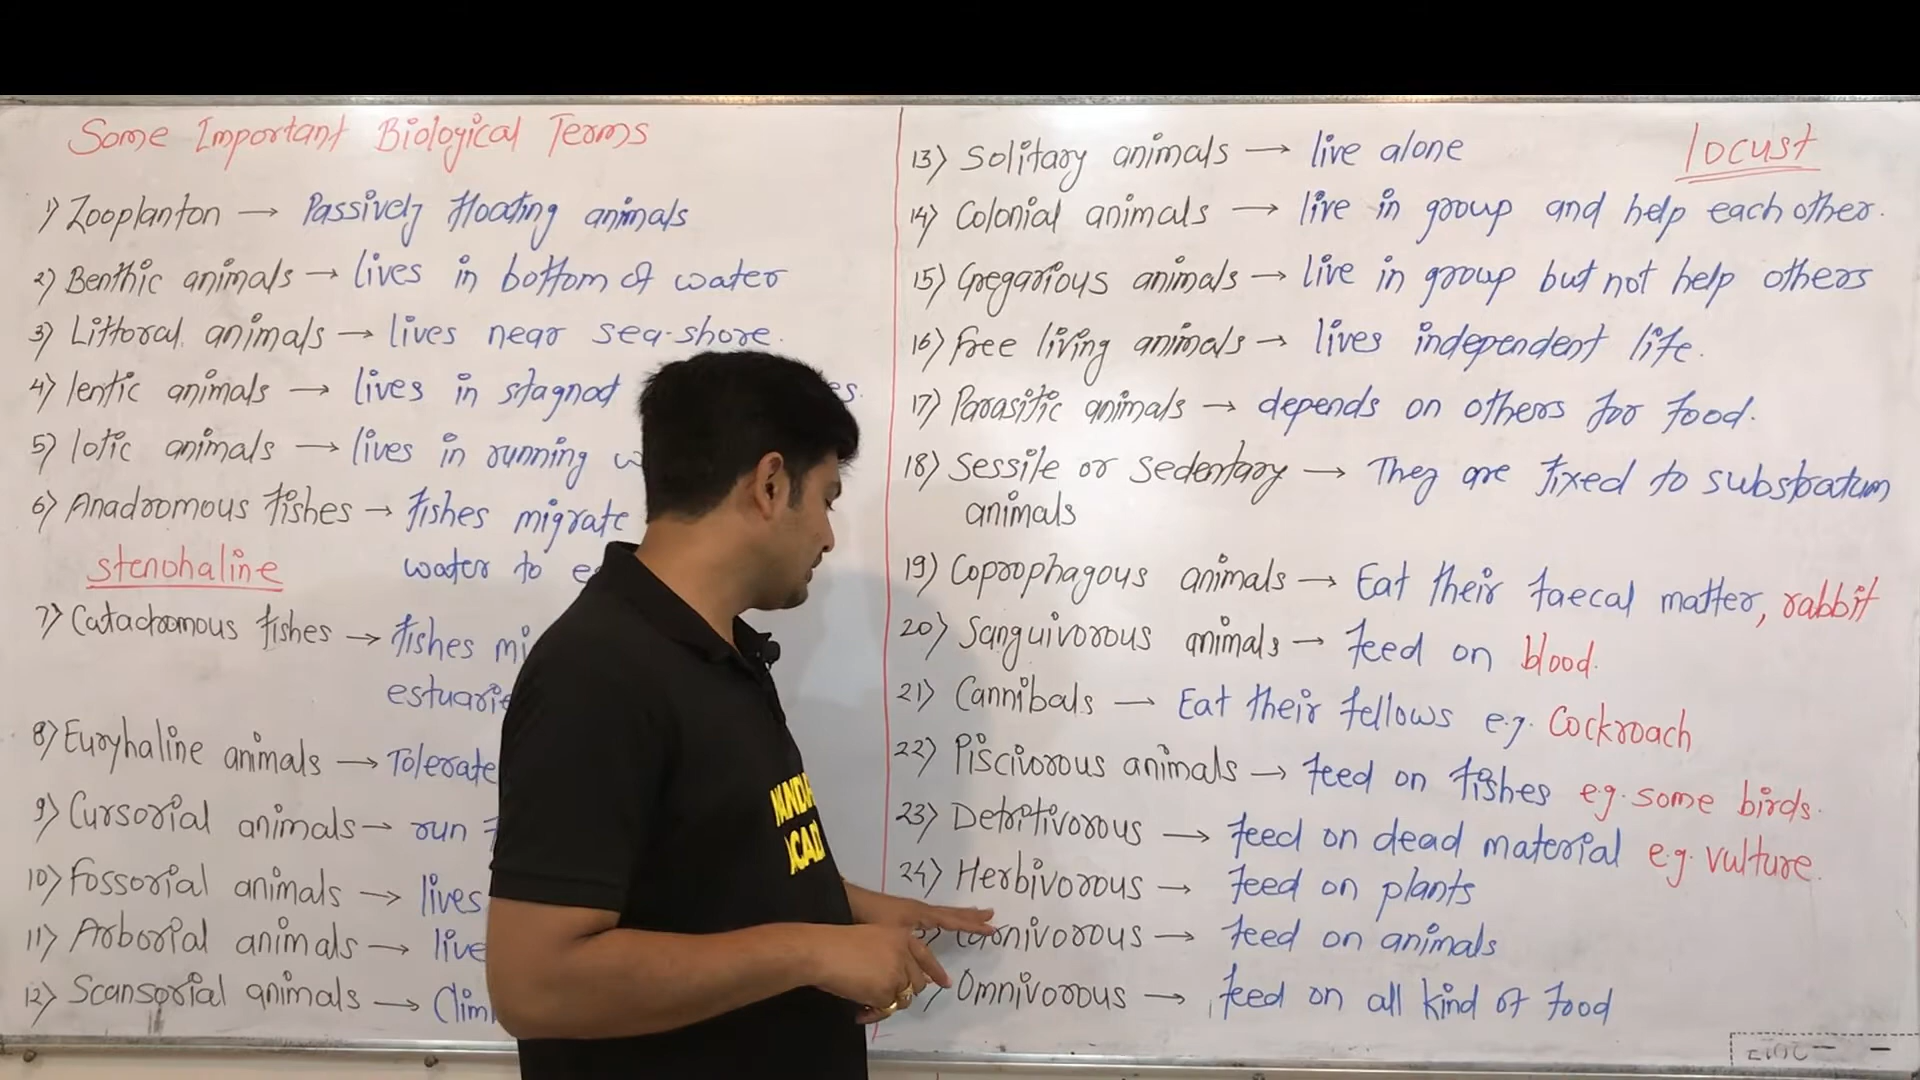 Some Important Biological Terms
1) Zooplanton → Passively floating animals
2) Benthic animals → lives in bottom of water
3) Littoral animals → lives near sea-shore.
4) lentic animals → lives in stagnod
5) lotic animals → lives in running
6) Anadromous fishes → fishes migrate
stenohaline water to
7) Catadromous fishes → fishes
estuarie
8) Euryhaline animals → Tolerate
9) Cursorial animals → run
10) Fossorial animals → lives
11) Arborial animals → live
12) Scansorial animals →
13) Solitary animals → live alone
locust
14) Colonial animals → live in group and help each other.
15) Gregarious animals → live in group but not help others
16) free living animals → lives independent life.
17) Parasitic animals → depends on others for food.
18) Sessile or Sedentary → They are fixed to substratum
animals
19) Coprophagous animals → Eat their faecal matter, rabbit
20) Sanguivorous animals → feed on blood.
21) Cannibals → Eat their fellows e.g. Cockroach
22) Piscivorous animals → feed on fishes e.g. some birds.
23) Detritivorous → feed on dead material e.g. vulture.
24) Herbivorous → feed on plants
Carnivorous → feed on animals
Omnivorous → feed on all kind of food